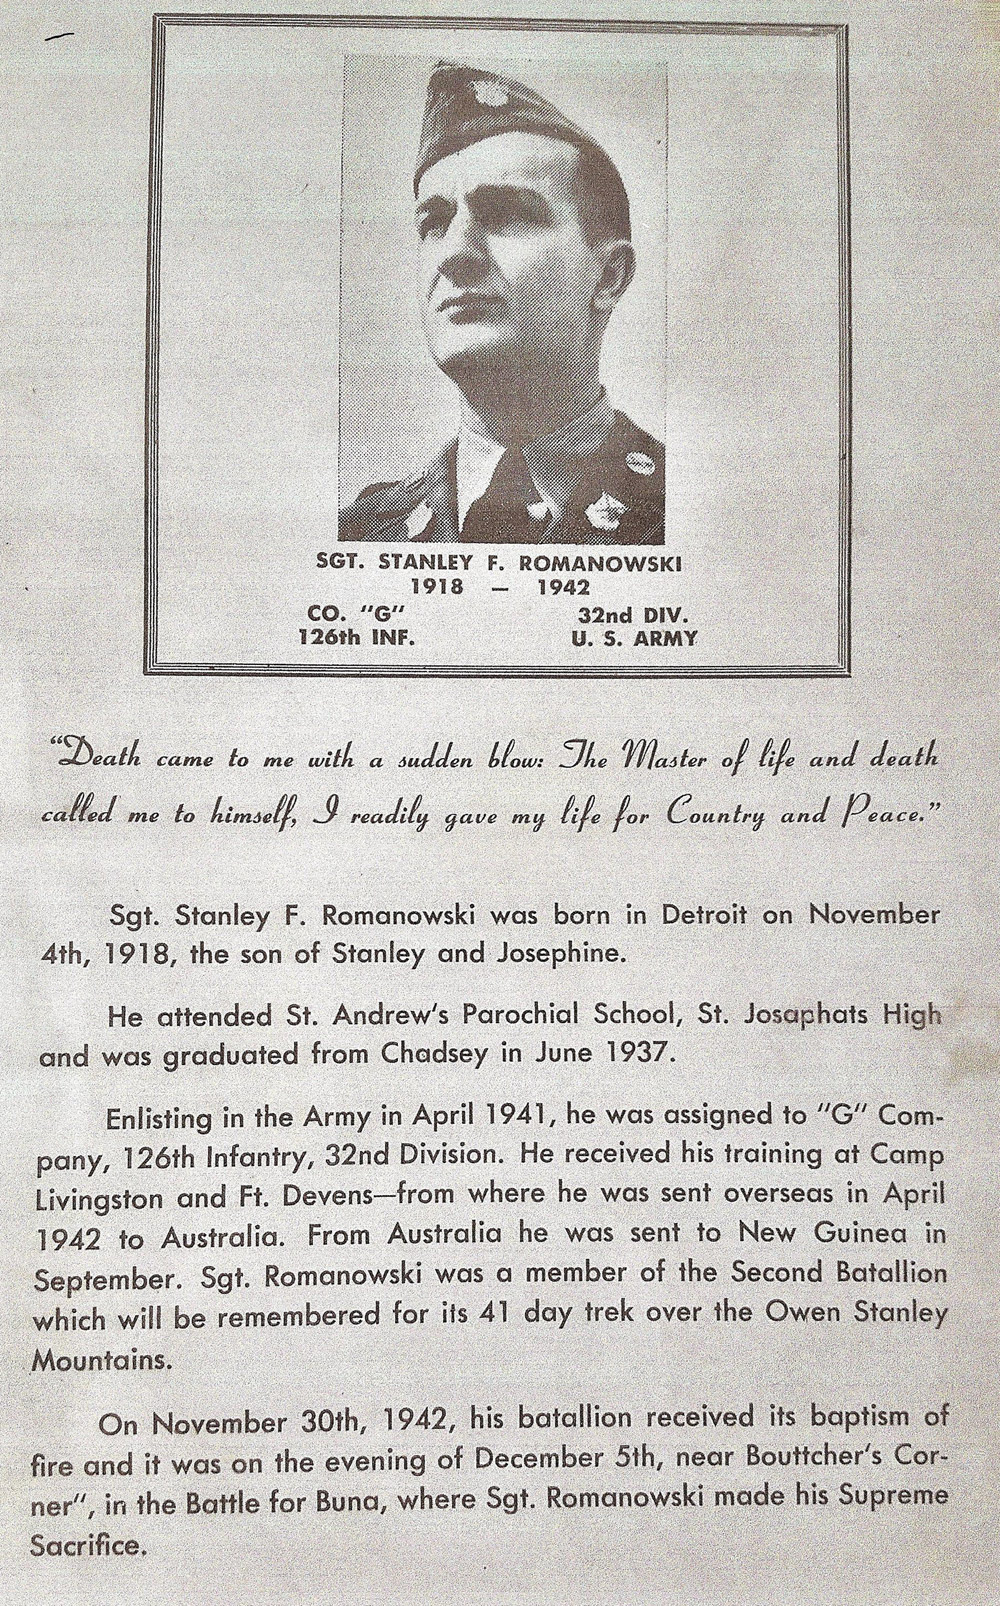 SGT. STANLEY F. ROMANOWSKI
1918 — 1942
CO. "G" 32nd DIV.
126th INF. U. S. ARMY
"Death came to me with a sudden blow: The Master of life and death
called me to himself, I readily gave my life for Country and Peace."
Sgt. Stanley F. Romanowski was born in Detroit on November
4th, 1918, the son of Stanley and Josephine.
He attended St. Andrew's Parochial School, St. Josaphats High
and was graduated from Chadsey in June 1937.
Enlisting in the Army in April 1941, he was assigned to "G" Com-
pany, 126th Infantry, 32nd Division. He received his training at Camp
Livingston and Ft. Devens—from where he was sent overseas in April
1942 to Australia. From Australia he was sent to New Guinea in
September. Sgt. Romanowski was a member of the Second Batallion
which will be remembered for its 41 day trek over the Owen Stanley
Mountains.
On November 30th, 1942, his batallion received its baptism of
fire and it was on the evening of December 5th, near Bouttcher's Cor-
ner", in the Battle for Buna, where Sgt. Romanowski made his Supreme
Sacrifice.